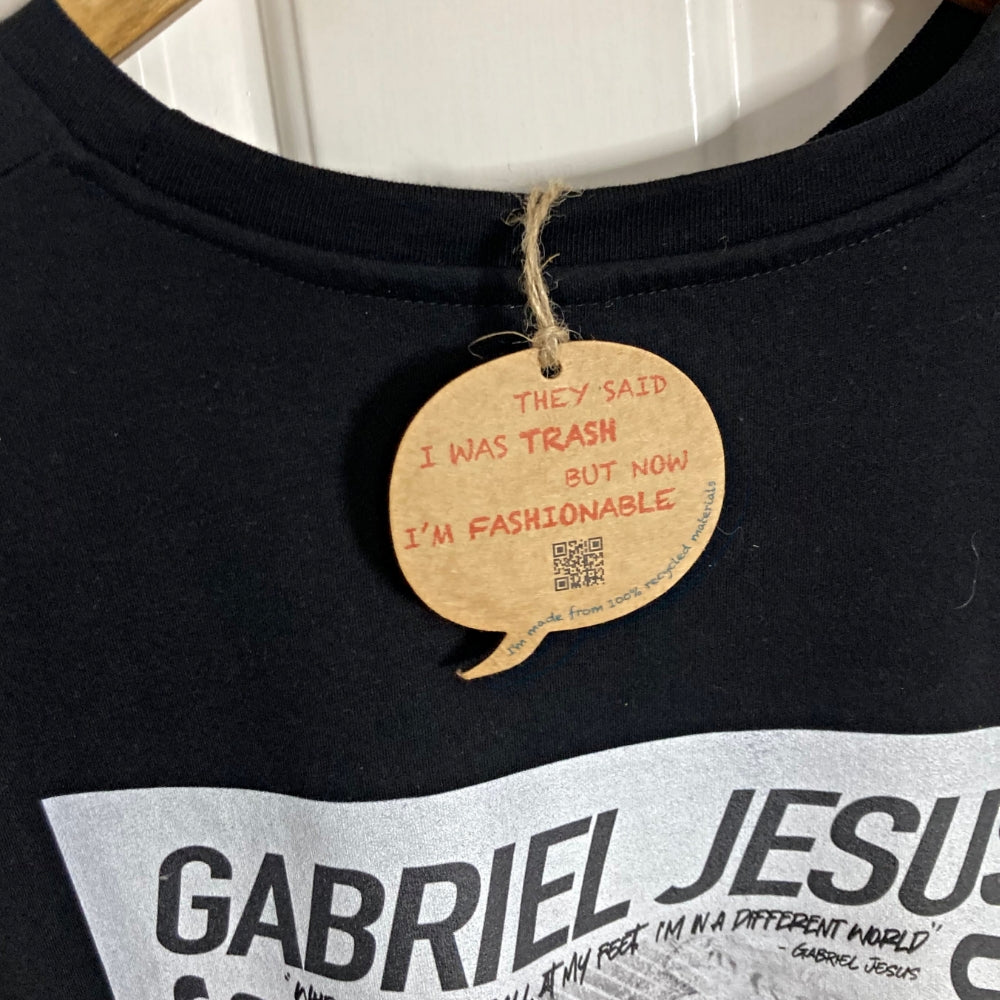 THEY SAID
I WAS TRASH
BUT NOW
I'M FASHIONABLE
I'm made from 100% recycled materials
GABRIEL JESUS
AT MY FEET I'M IN A DIFFERENT WORLD"
- GABRIEL JESUS